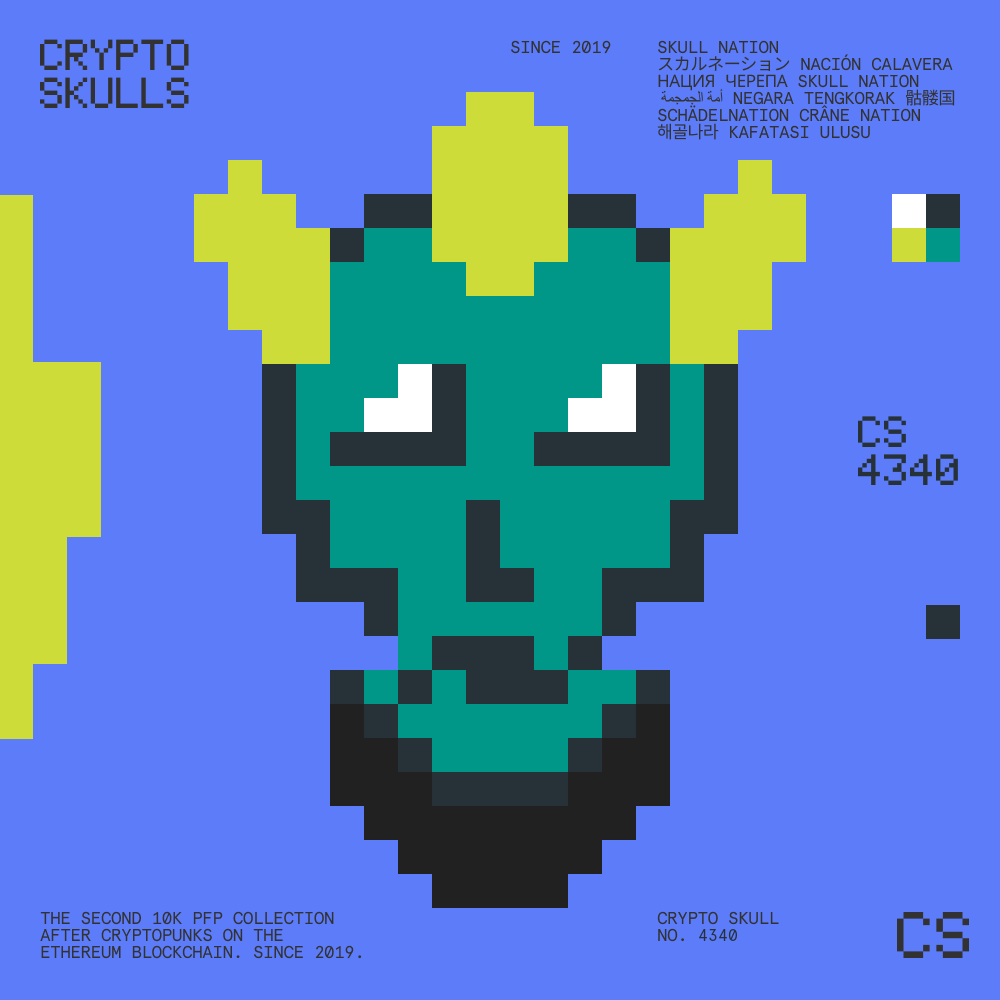 CRYPTO
SKULLS
SINCE 2019
SKULL NATION
スカルネーション NACIÓN CALAVERA
НАЦИЯ ЧЕРЕПА SKULL NATION
أمة الجمجمة NEGARA TENGKORAK 骷髅国
SCHÄDELNATION CRÂNE NATION
해골나라 KAFATASI ULUSU
CS
4340
THE SECOND 10K PFP COLLECTION
AFTER CRYPTOPUNKS ON THE
ETHEREUM BLOCKCHAIN. SINCE 2019.
CRYPTO SKULL
NO. 4340
CS